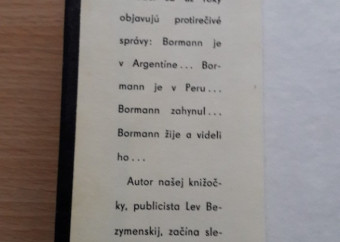 objavujú protirečivé
správy: Bormann je
v Argentíne... Bor-
mann je v Peru...
Bormann zahynul...
Bormann žije a videli
ho...
Autor našej knižoč-
ky, publicista Lev Be-
zymenskij, začína sle-